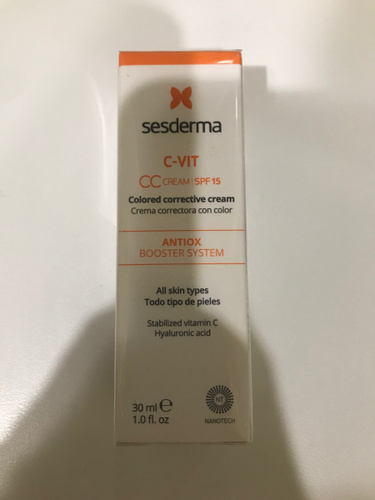 sesderma
C-VIT
CC CREAM | SPF 15
Colored corrective cream
Crema correctora con color
ANTIOX
BOOSTER SYSTEM
All skin types
Todo tipo de pieles
Stabilized vitamin C
Hyaluronic acid
30 ml ℮
1.0 fl. oz
NT
NANOTECH